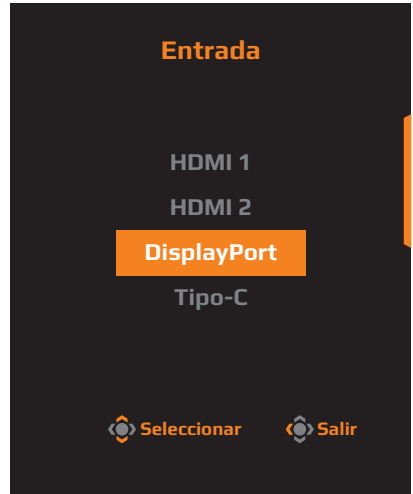 Entrada
HDMI 1
HDMI 2
DisplayPort
Tipo-C
Seleccionar Salir